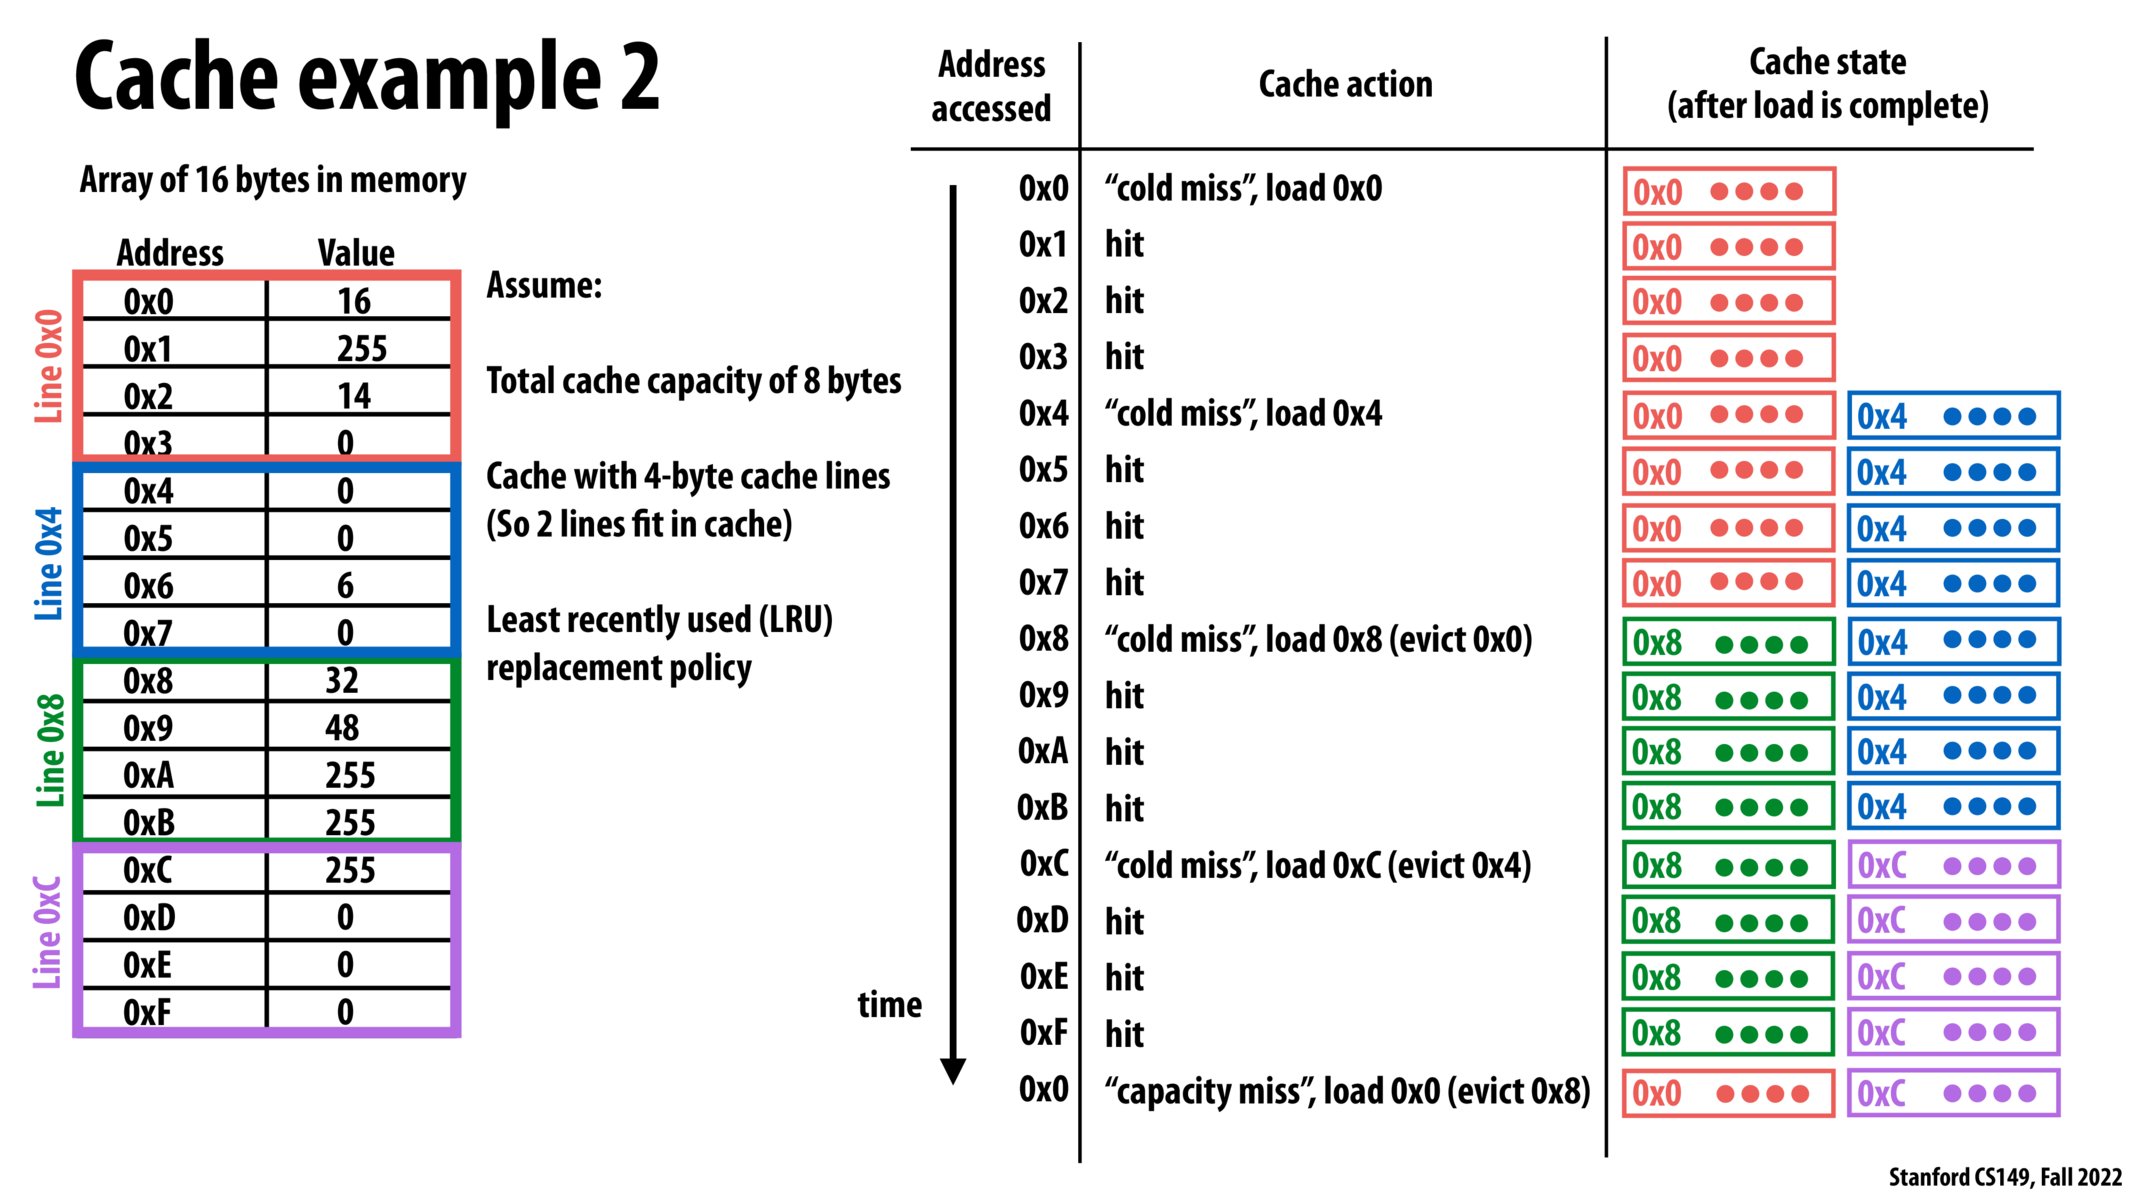 Cache example 2
Array of 16 bytes in memory
Address Value
Line 0x0
0x0 16
0x1 255
0x2 14
0x3 0
Line 0x4
0x4 0
0x5 0
0x6 6
0x7 0
Line 0x8
0x8 32
0x9 48
0xA 255
0xB 255
Line 0xC
0xC 255
0xD 0
0xE 0
0xF 0
Assume:
Total cache capacity of 8 bytes
Cache with 4-byte cache lines
(So 2 lines fit in cache)
Least recently used (LRU)
replacement policy
time
Address
accessed
Cache action
Cache state
(after load is complete)
0x0 “cold miss”, load 0x0 0x0
0x1 hit 0x0
0x2 hit 0x0
0x3 hit 0x0
0x4 “cold miss”, load 0x4 0x0 0x4
0x5 hit 0x0 0x4
0x6 hit 0x0 0x4
0x7 hit 0x0 0x4
0x8 “cold miss”, load 0x8 (evict 0x0) 0x8 0x4
0x9 hit 0x8 0x4
0xA hit 0x8 0x4
0xB hit 0x8 0x4
0xC “cold miss”, load 0xC (evict 0x4) 0x8 0xC
0xD hit 0x8 0xC
0xE hit 0x8 0xC
0xF hit 0x8 0xC
0x0 “capacity miss”, load 0x0 (evict 0x8) 0x0 0xC
Stanford CS149, Fall 2022